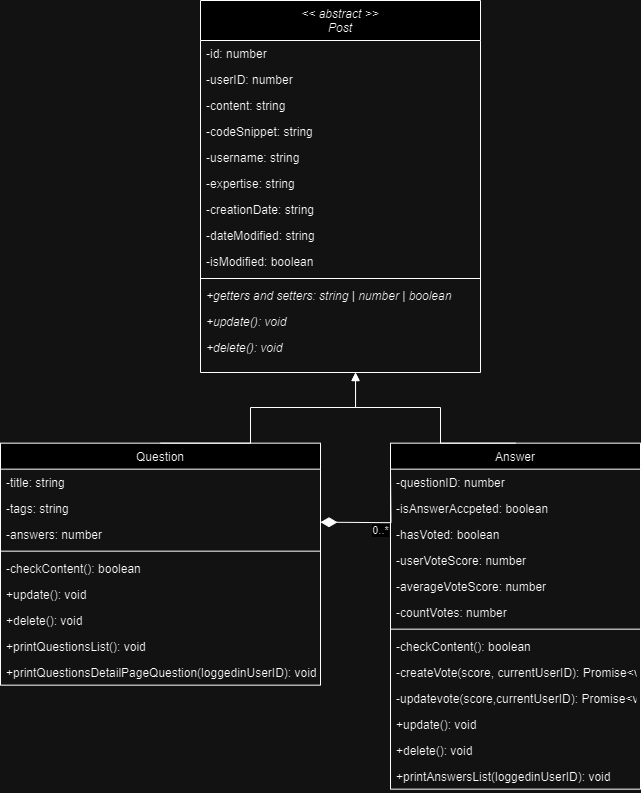 << abstract >>
Post
-id: number
-userID: number
-content: string
-codeSnippet: string
-username: string
-expertise: string
-creationDate: string
-dateModified: string
-isModified: boolean
+getters and setters: string | number | boolean
+update(): void
+delete(): void
Question
-title: string
-tags: string
-answers: number
-checkContent(): boolean
+update(): void
+delete(): void
+printQuestionsList(): void
+printQuestionsDetailPageQuestion(loggedinUserID): void
0..*
Answer
-questionID: number
-isAnswerAccpeted: boolean
-hasVoted: boolean
-userVoteScore: number
-averageVoteScore: number
-countVotes: number
-checkContent(): boolean
-createVote(score, currentUserID): Promise<
-updatevote(score,currentUserID): Promise<
+update(): void
+delete(): void
+printAnswersList(loggedinUserID): void